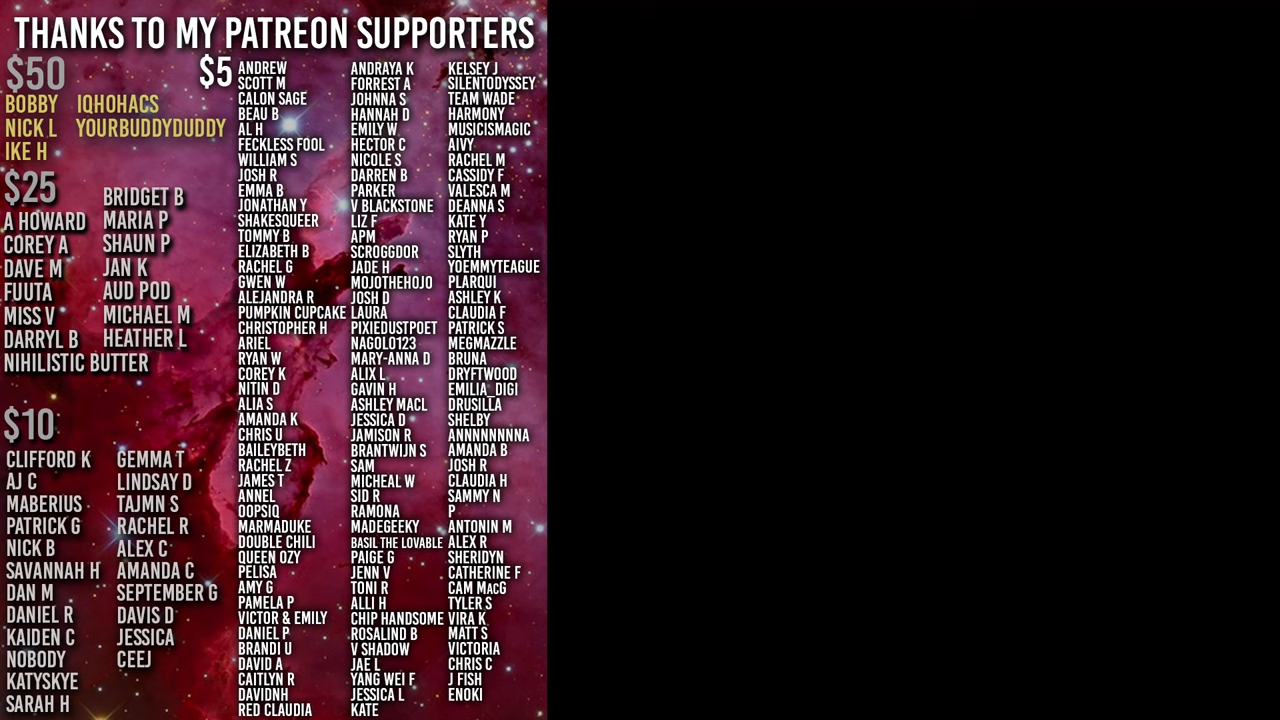 THANKS TO MY PATREON SUPPORTERS
$50
BOBBY
NICK L
IKE H
IQHOHACS
YOURBUDDYDUDDY
$25
A HOWARD
COREY A
DAVE M
FUUTA
MISS V
DARRYL B
NIHILISTIC BUTTER
BRIDGET B
MARIA P
SHAUN P
JAN K
AUD POD
MICHAEL M
HEATHER L
$10
CLIFFORD K
AJ C
MABERIUS
PATRICK G
NICK B
SAVANNAH H
DAN M
DANIEL R
KAIDEN C
NOBODY
KATYSKYE
SARAH H
GEMMA T
LINDSAY D
TAJMN S
RACHEL R
ALEX C
AMANDA C
SEPTEMBER G
DAVIS D
JESSICA
CEEJ
$5
ANDREW
SCOTT M
CALON SAGE
BEAU B
AL H
FECKLESS FOOL
WILLIAM S
JOSH R
EMMA B
JONATHAN Y
SHAKESQUEER
TOMMY B
ELIZABETH B
RACHEL G
GWEN W
ALEJANDRA R
PUMPKIN CUPCAKE
CHRISTOPHER H
ARIEL
RYAN W
COREY K
NITIN D
ALIA S
AMANDA K
CHRIS U
BAILEYBETH
RACHEL Z
JAMES T
ANNEL
OOPSIQ
MARMADUKE
DOUBLE CHILI
QUEEN OZY
PELISA
AMY G
PAMELA P
VICTOR & EMILY
DANIEL P
BRANDI U
DAVID A
CAITLYN R
DAVIDNH
RED CLAUDIA
ANDRAYA K
FORREST A
JOHNNA S
HANNAH D
EMILY W
HECTOR C
NICOLE S
DARREN B
PARKER
V BLACKSTONE
LIZ F
APM
SCROGGDOR
JADE H
MOJOTHEHOJO
JOSH D
LAURA
PIXIEDUSTPOET
NAGOLO123
MARY-ANNA D
ALIX L
GAVIN H
ASHLEY MACL
JESSICA D
JAMISON R
BRANTWIJN S
SAM
MICHEAL W
SID R
RAMONA
MADEGEEKY
BASIL THE LOVABLE
PAIGE G
JENN V
TONI R
ALLI H
CHIP HANDSOME
ROSALIND B
V SHADOW
JAE L
YANG WEI F
JESSICA L
KATE
KELSEY J
SILENTODYSSEY
TEAM WADE
HARMONY
MUSICISMAGIC
AIVY
RACHEL M
CASSIDY F
VALESCA M
DEANNA S
KATE Y
RYAN P
SLYTH
YOEMMYTEAGUE
PLARQUI
ASHLEY K
CLAUDIA F
PATRICK S
MEGMAZZLE
BRUNA
DRYFTWOOD
EMILIA_DIGI
DRUSILLA
SHELBY
ANNNNNNNA
AMANDA B
JOSH R
CLAUDIA H
SAMMY N
P
ANTONIN M
ALEX R
SHERIDYN
CATHERINE F
CAM MacG
TYLER S
VIRA K
MATT S
VICTORIA
CHRIS C
J FISH
ENOKI